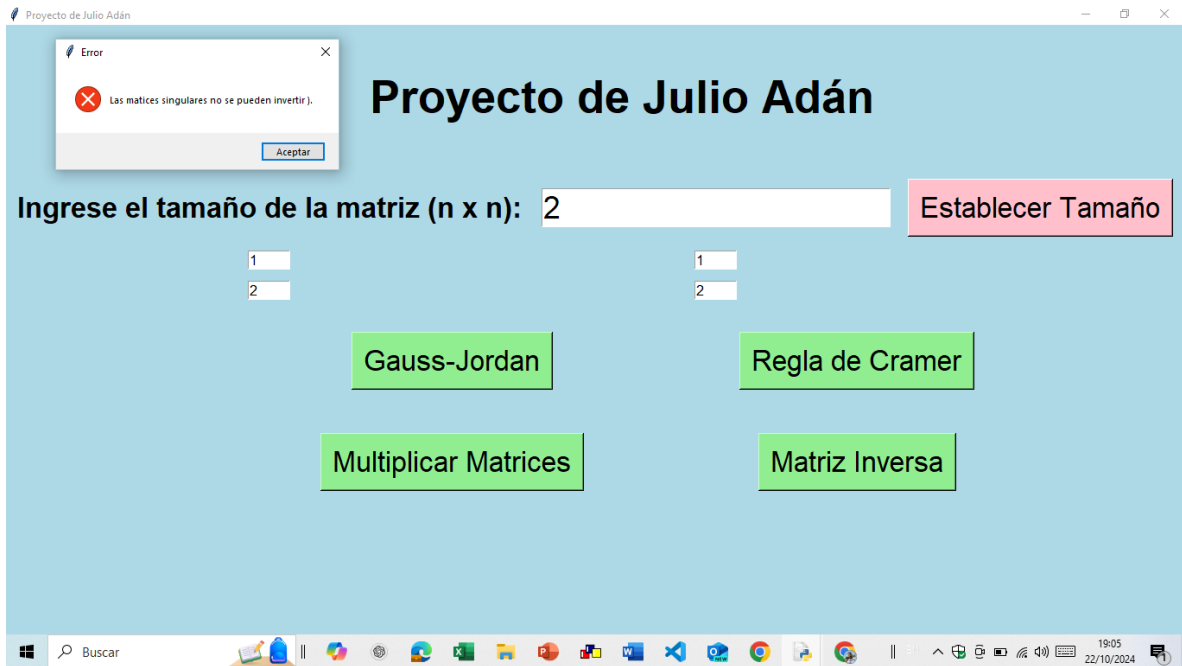 Proyecto de Julio Adán
Error
Las matices singulares no se pueden invertir ).
Aceptar
Proyecto de Julio Adán
Ingrese el tamaño de la matriz (n x n): 2 Establecer Tamaño
1 1
2 2
Gauss-Jordan Regla de Cramer
Multiplicar Matrices Matriz Inversa
Buscar
19:05
22/10/2024